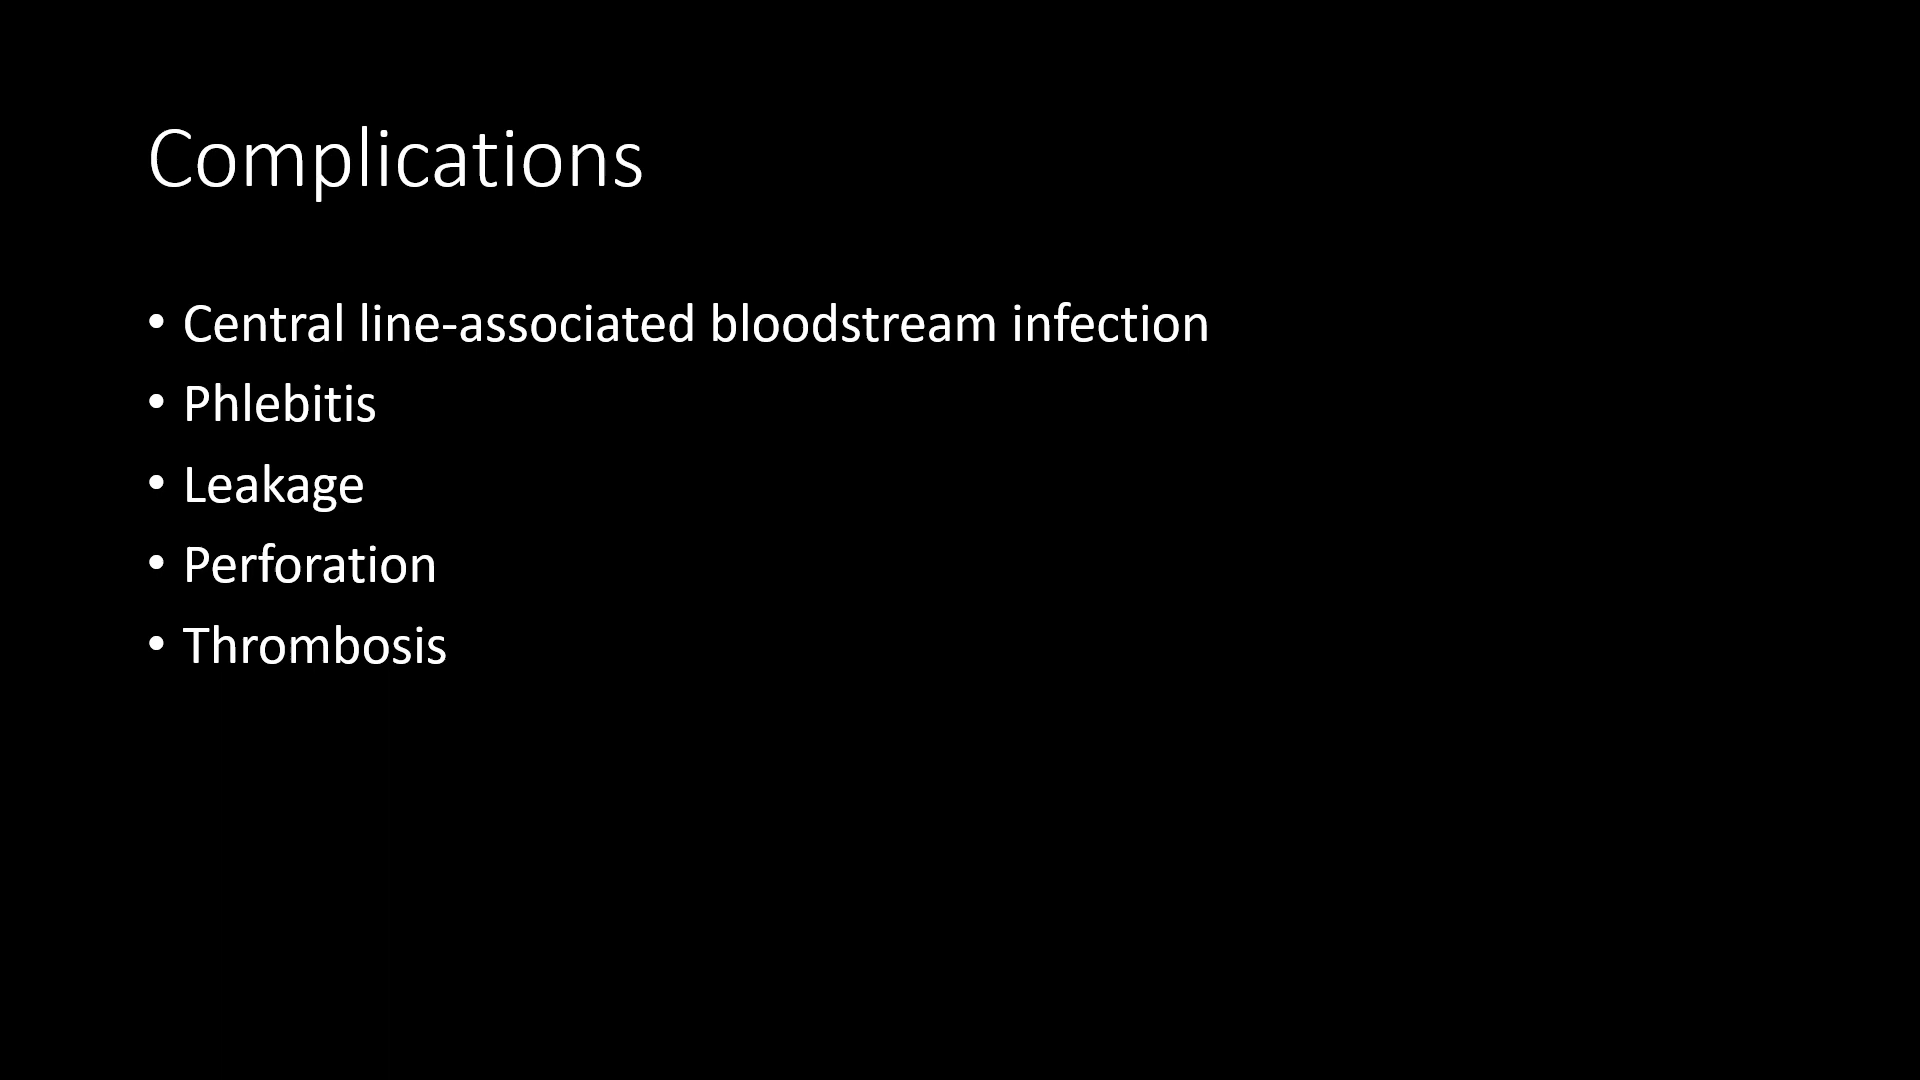 Complications
• Central line-associated bloodstream infection
• Phlebitis
• Leakage
• Perforation
• Thrombosis